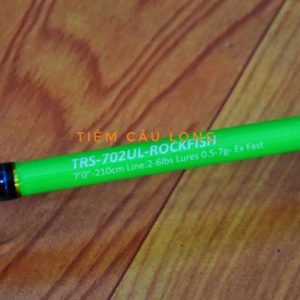 TIỆM CÂU LONG
TRS-702UL-ROCKFISH
7'0"-210cm Line.2-6lbs Lures 0.5-7g- Ex Fast